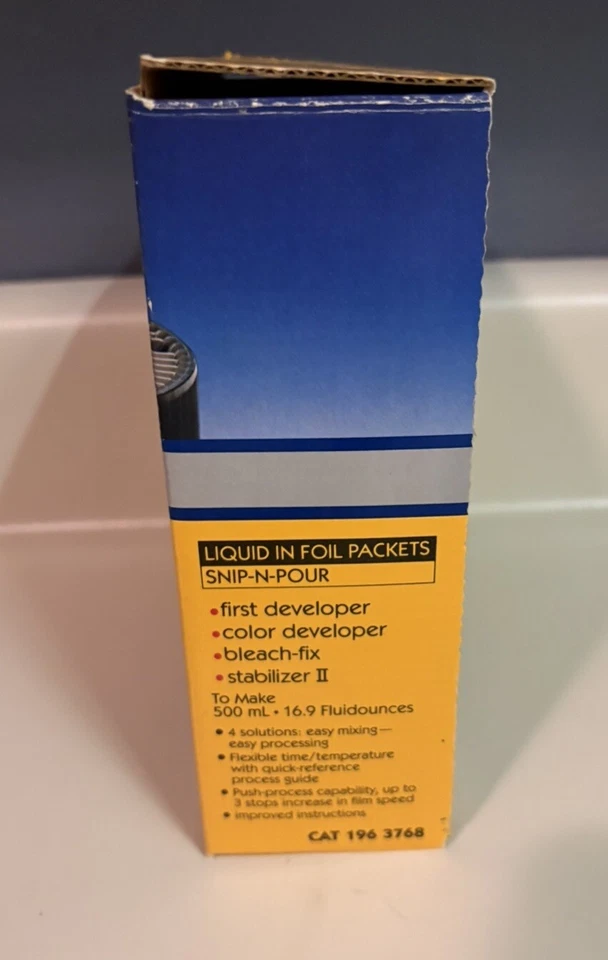 LIQUID IN FOIL PACKETS
SNIP-N-POUR
•first developer
•color developer
•bleach-fix
•stabilizer II
To Make
500 mL • 16.9 Fluidounces
• 4 solutions: easy mixing—
easy processing
• Flexible time/temperature
with quick-reference
process guide
• Push-process capability, up to
3 stops increase in film speed
• improved instructions
CAT 196 3768